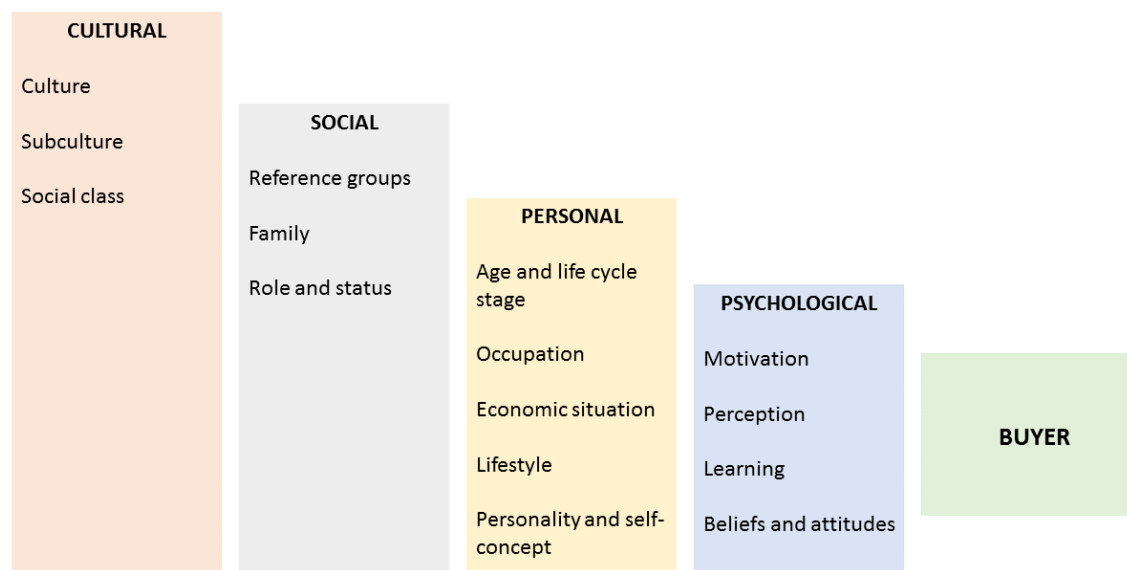 CULTURAL
Culture
Subculture
Social class
SOCIAL
Reference groups
Family
Role and status
PERSONAL
Age and life cycle
stage
Occupation
Economic situation
Lifestyle
Personality and self-
concept
PSYCHOLOGICAL
Motivation
Perception
Learning
Beliefs and attitudes
BUYER